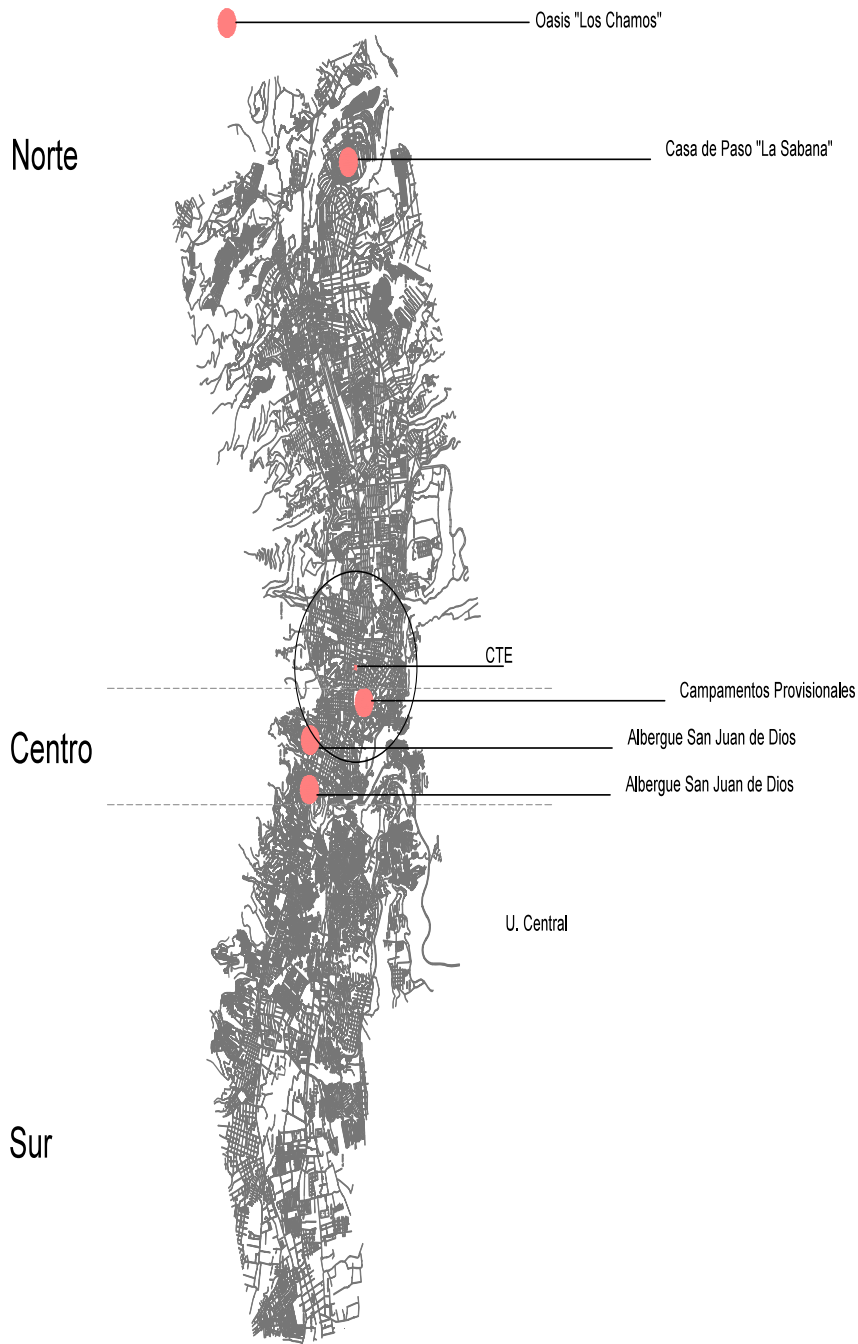 Oasis "Los Chamos"
Norte
Casa de Paso "La Sabana"
CTE
Campamentos Provisionales
Centro
Albergue San Juan de Dios
Albergue San Juan de Dios
U. Central
Sur